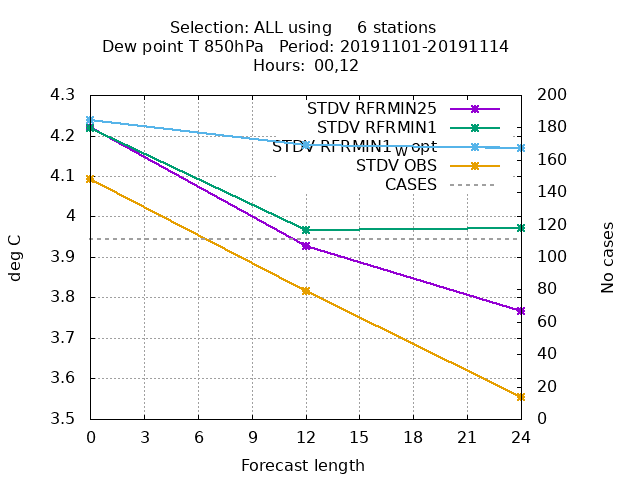 Selection: ALL using     6 stations
Dew point T 850hPa   Period: 20191101-20191114
Hours:  00,12
4.3
4.2
4.1
4
3.9
3.8
3.7
3.6
3.5
200
180
160
140
120
100
80
60
40
20
0
STDV RFRMIN25
STDV RFRMIN1
STDV RFRMIN1_W opt
STDV OBS
CASES
deg C
No cases
0 3 6 9 12 15 18 21 24
Forecast length